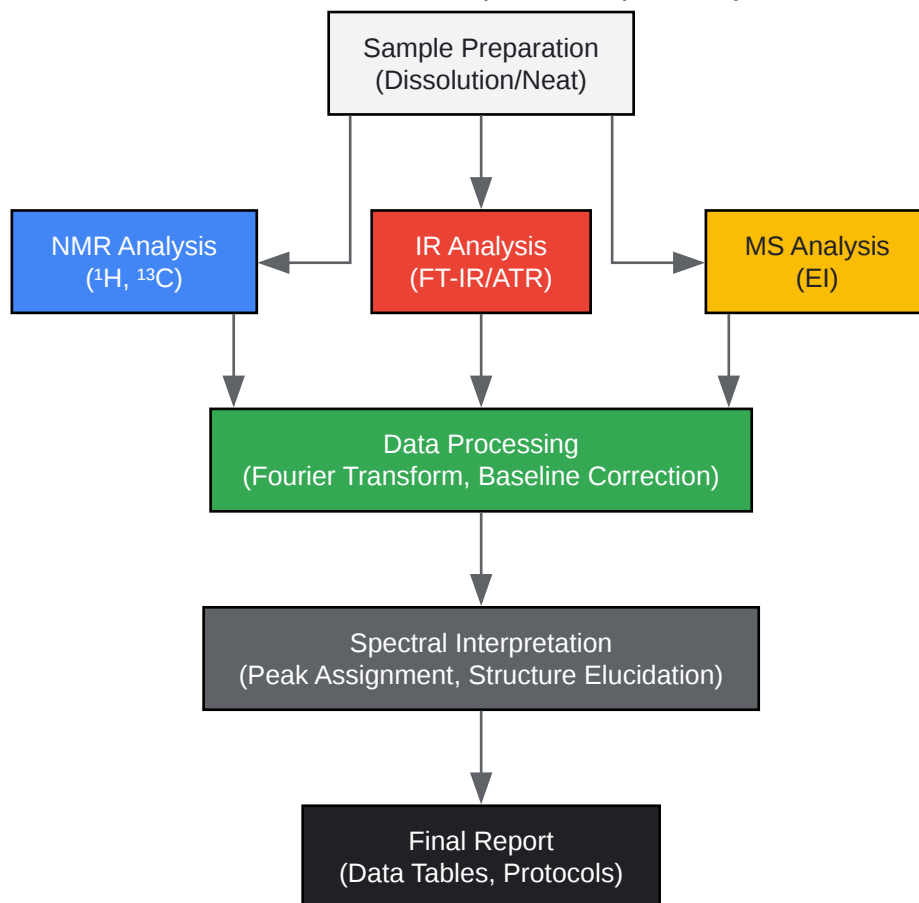 Sample Preparation
(Dissolution/Neat)
NMR Analysis
(¹H, ¹³C)
IR Analysis
(FT-IR/ATR)
MS Analysis
(EI)
Data Processing
(Fourier Transform, Baseline Correction)
Spectral Interpretation
(Peak Assignment, Structure Elucidation)
Final Report
(Data Tables, Protocols)